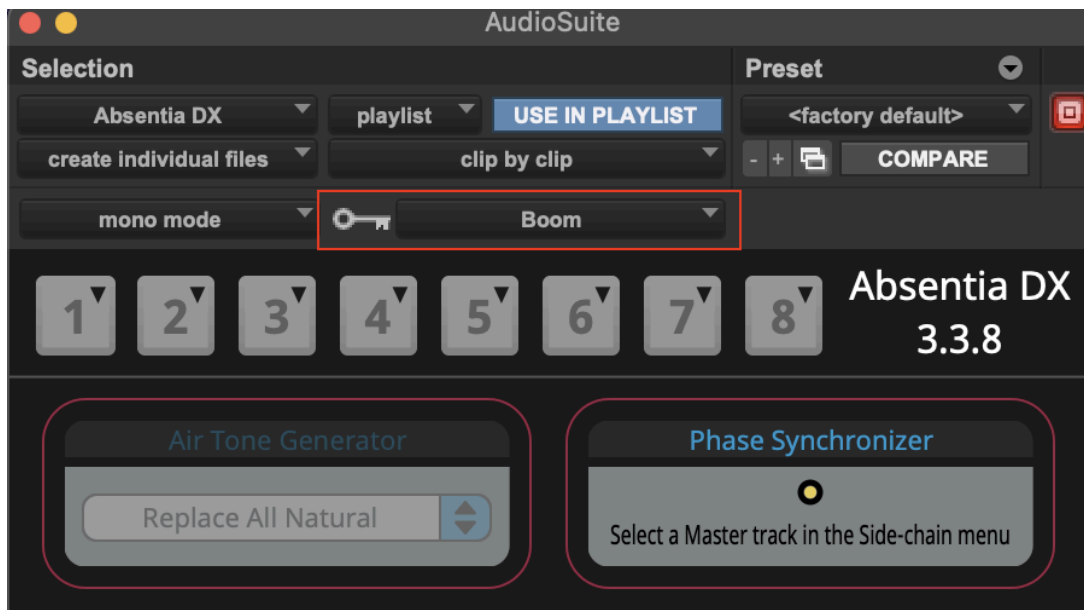 AudioSuite
Selection
Preset
Absentia DX
playlist
USE IN PLAYLIST
<factory default>
create individual files
clip by clip
- +
COMPARE
mono mode
Boom
1 2 3 4 5 6 7 8
Absentia DX
3.3.8
Air Tone Generator
Phase Synchronizer
Replace All Natural
Select a Master track in the Side-chain menu